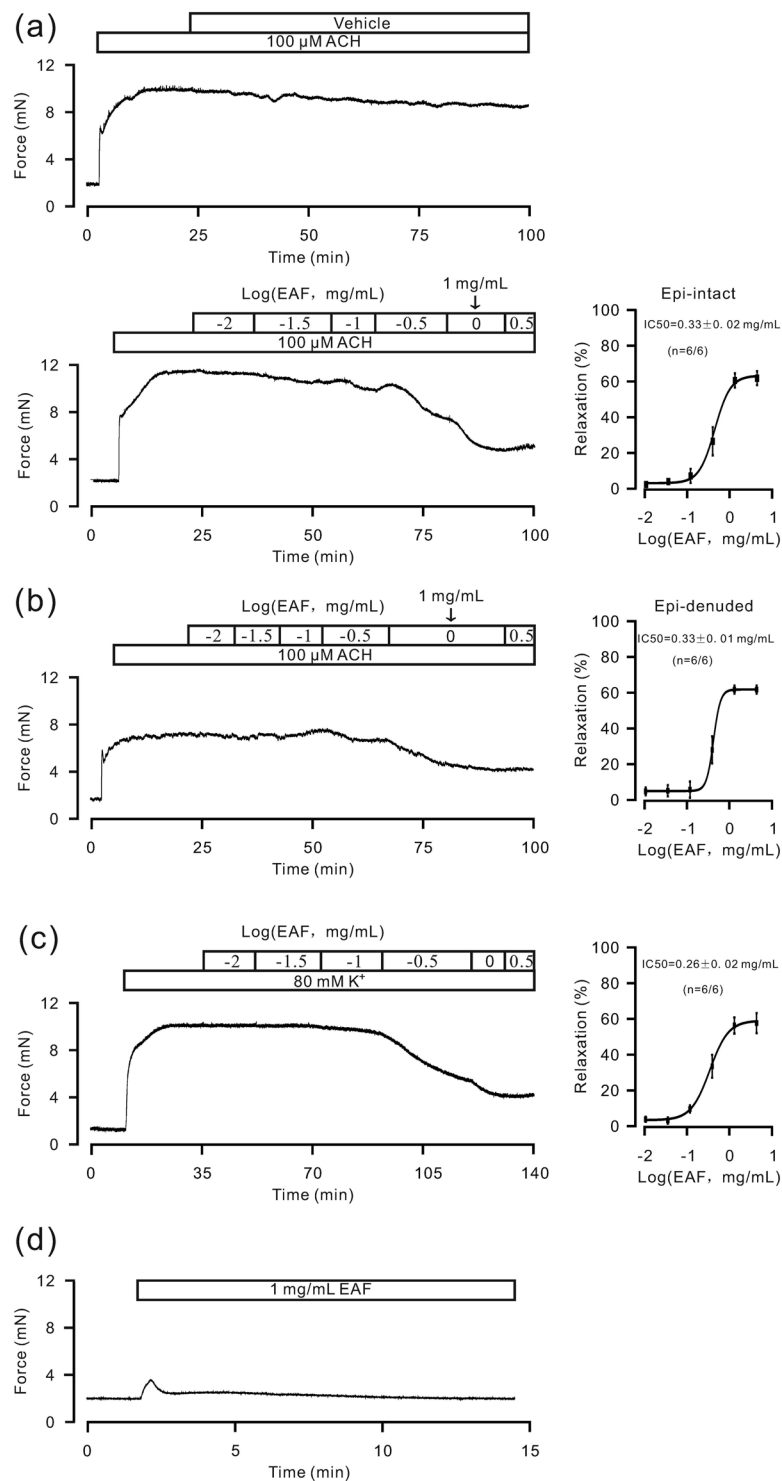 (a)
Vehicle
100 µM ACH
12
8
4
0
Force (mN)
0 25 50 75 100
Time (min)
1 mg/mL
Log(EAF, mg/mL)
-2 -1.5 -1 -0.5 0 0.5
100 µM ACH
12
8
4
0
Force (mN)
0 25 50 75 100
Time (min)
Epi-intact
IC50=0.33±0.02 mg/mL
(n=6/6)
100
80
60
40
20
0
Relaxation (%)
-2 -1 0 1
Log(EAF, mg/mL)
(b)
1 mg/mL
Log(EAF, mg/mL)
-2 -1.5 -1 -0.5 0 0.5
100 µM ACH
12
8
4
0
Force (mN)
0 25 50 75 100
Time (min)
Epi-denuded
IC50=0.33±0.01 mg/mL
(n=6/6)
100
80
60
40
20
0
Relaxation (%)
-2 -1 0 1
Log(EAF, mg/mL)
(c)
Log(EAF, mg/mL)
-2 -1.5 -1 -0.5 0 0.5
80 mM K⁺
12
8
4
0
Force (mN)
0 35 70 105 140
Time (min)
IC50=0.26±0.02 mg/mL
(n=6/6)
100
80
60
40
20
0
Relaxation (%)
-2 -1 0 1
Log(EAF, mg/mL)
(d)
1 mg/mL EAF
12
8
4
0
Force (mN)
0 5 10 15
Time (min)